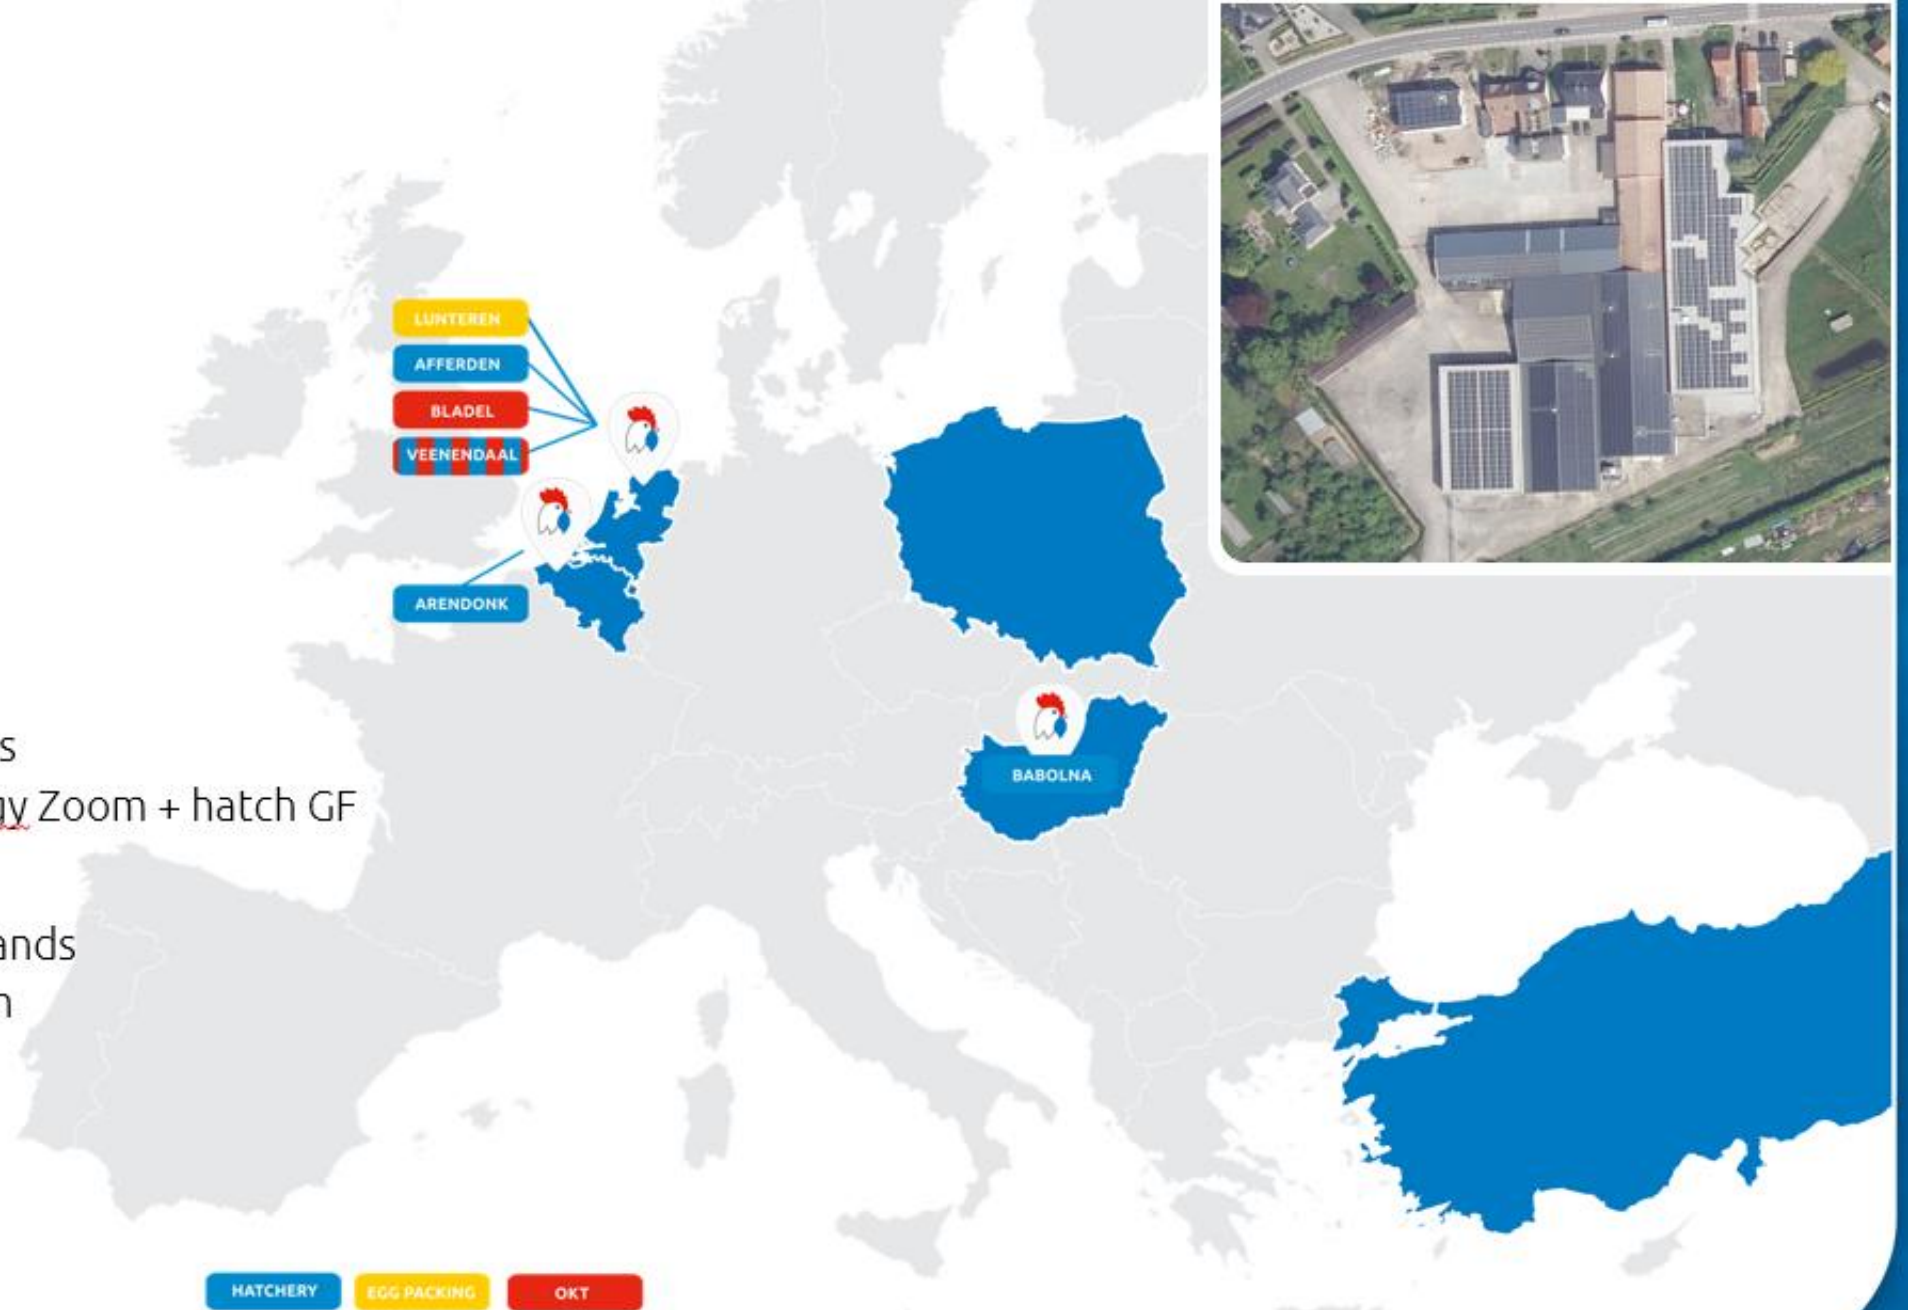 LUNTEREN
AFFERDEN
BLADEL
VEENENDAAL
ARENDONK
BABOLNA
s
gy Zoom + hatch GF
ands
n
HATCHERY
EGG PACKING
OKT